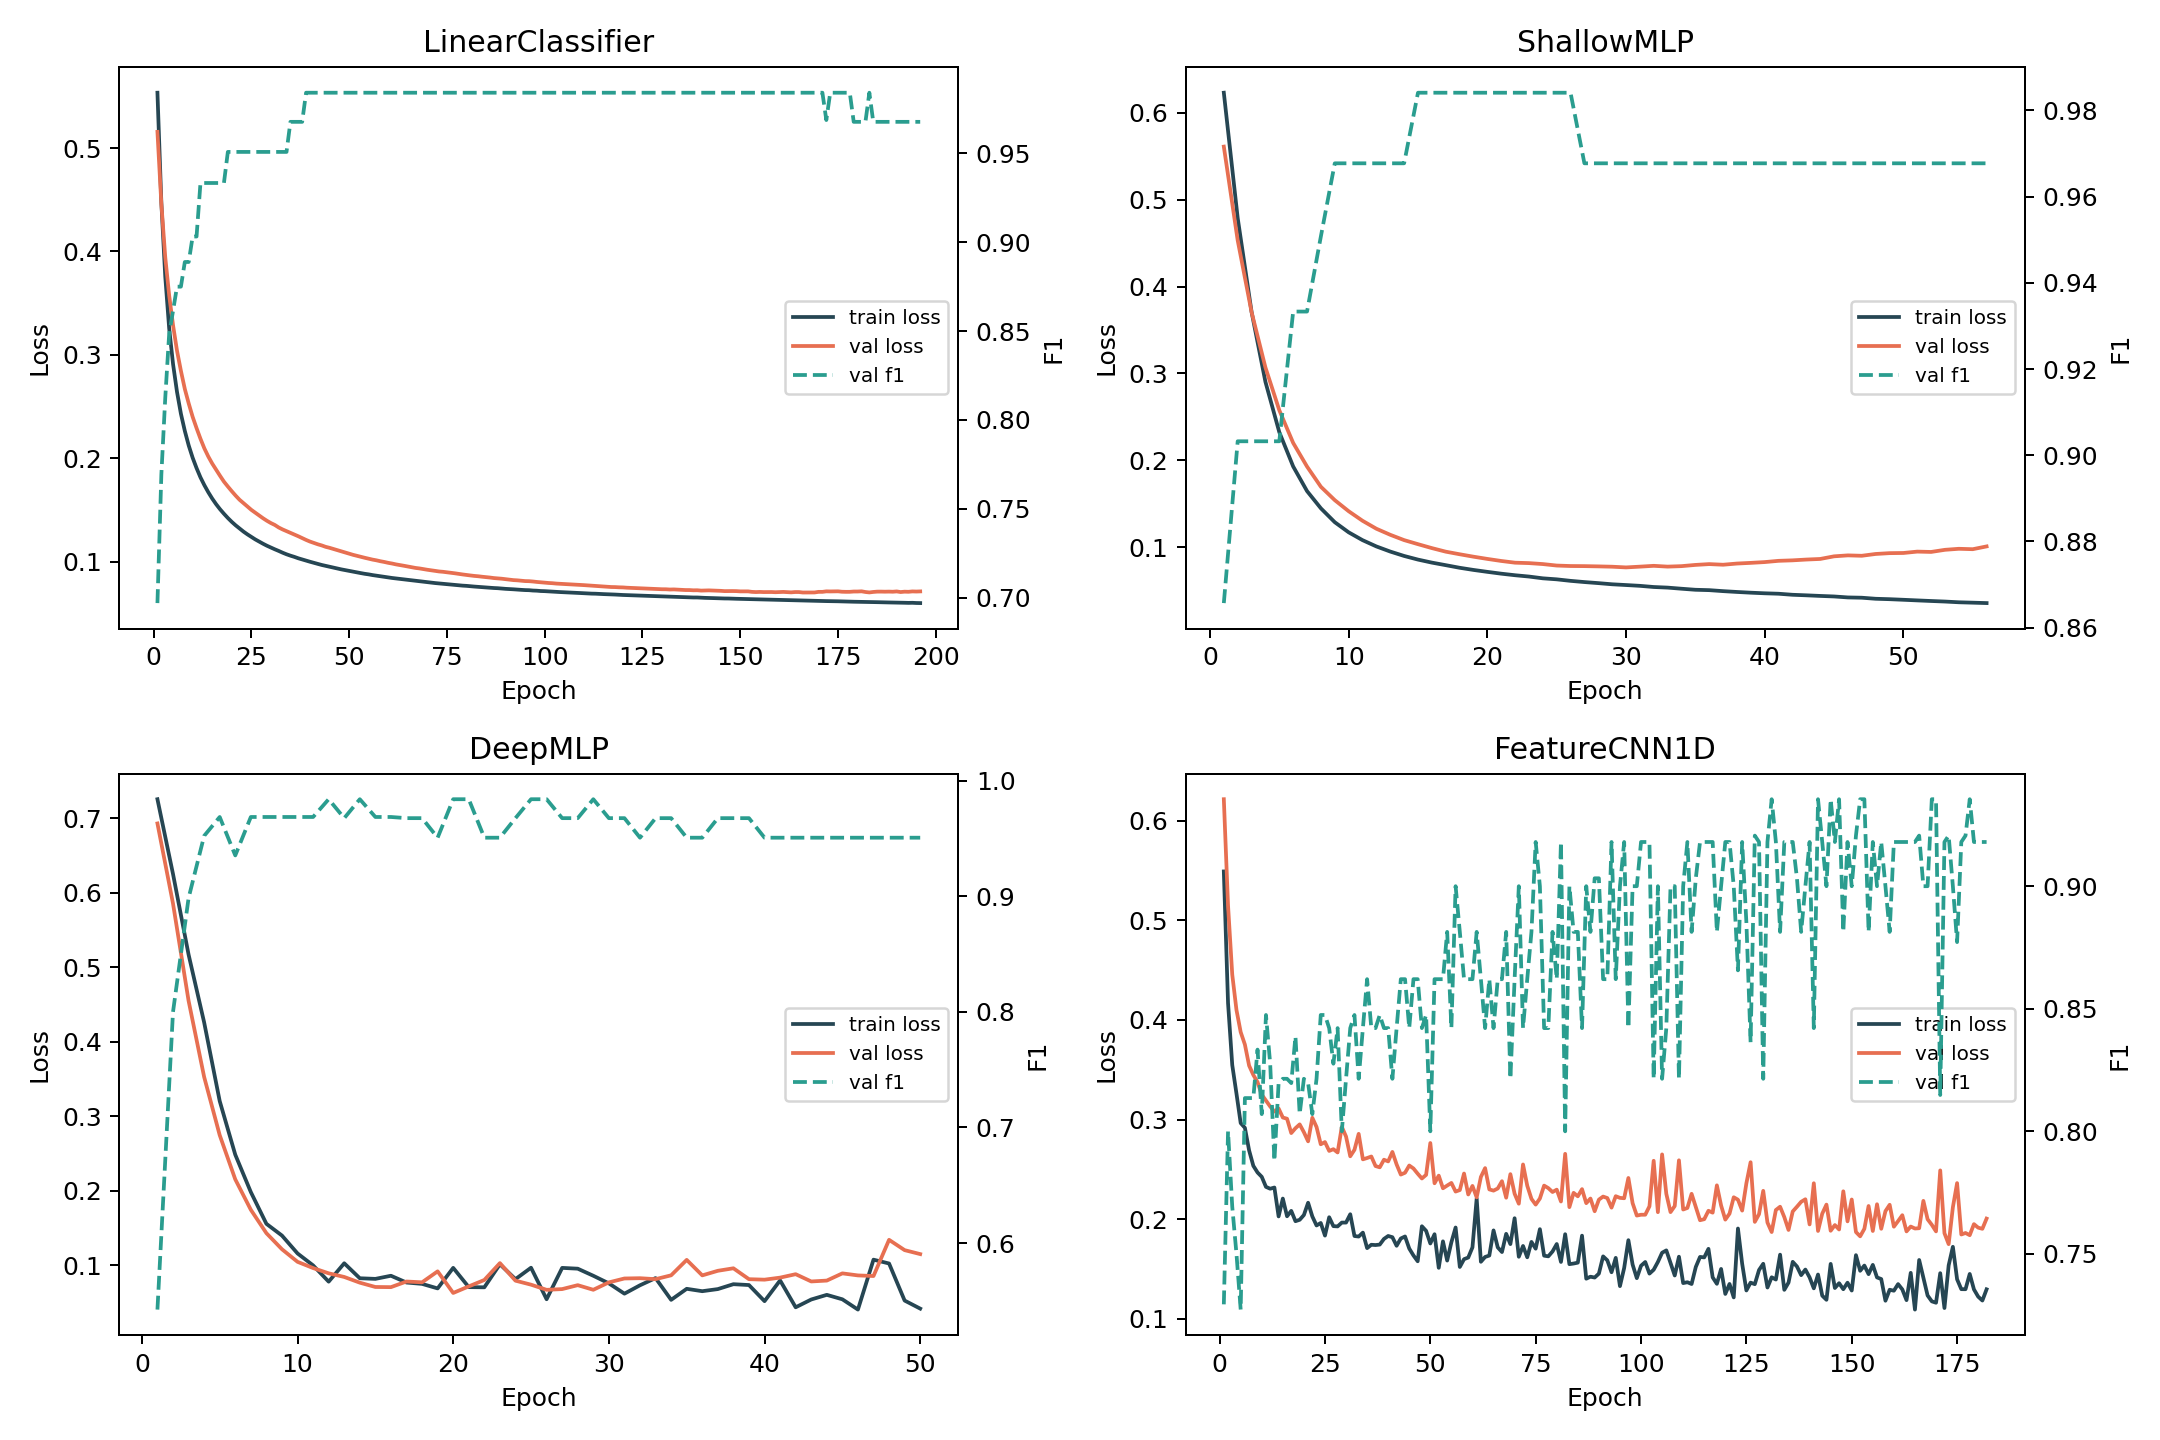 LinearClassifier
Loss
0.5
0.4
0.3
0.2
0.1
0.95
0.90
0.85
0.80
0.75
0.70
F1
train loss
val loss
val f1
0 25 50 75 100 125 150 175 200
Epoch
ShallowMLP
Loss
0.6
0.5
0.4
0.3
0.2
0.1
0.98
0.96
0.94
0.92
0.90
0.88
0.86
F1
train loss
val loss
val f1
0 10 20 30 40 50
Epoch
DeepMLP
Loss
0.7
0.6
0.5
0.4
0.3
0.2
0.1
1.0
0.9
0.8
0.7
0.6
F1
train loss
val loss
val f1
0 10 20 30 40 50
Epoch
FeatureCNN1D
Loss
0.6
0.5
0.4
0.3
0.2
0.1
0.90
0.85
0.80
0.75
F1
train loss
val loss
val f1
0 25 50 75 100 125 150 175
Epoch